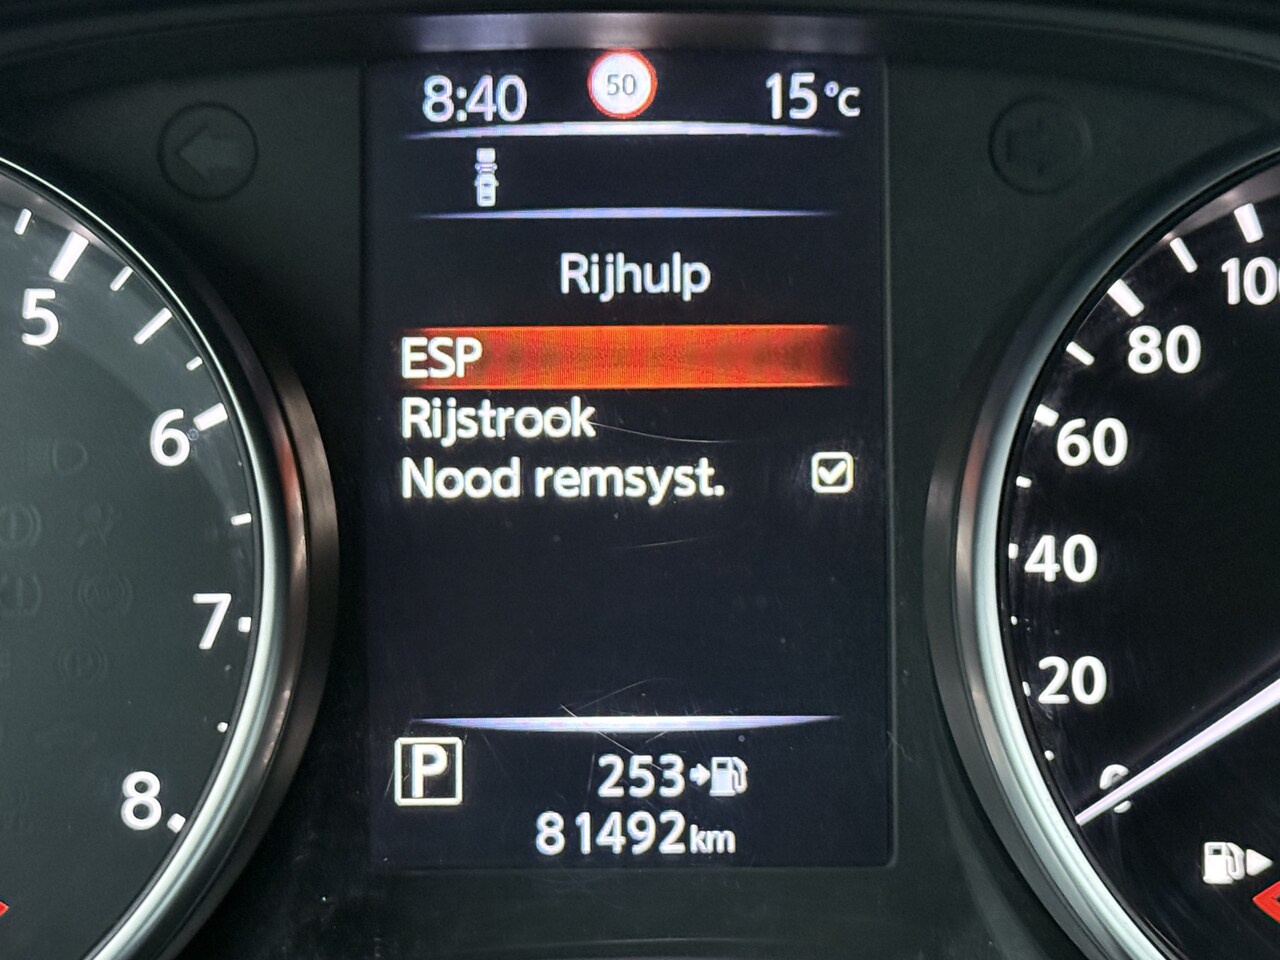 8:40 50 15°C
Rijhulp
ESP
Rijstrook
Nood remsyst.
P 253
81492km
5
6
7
8
100
80
60
40
20
0